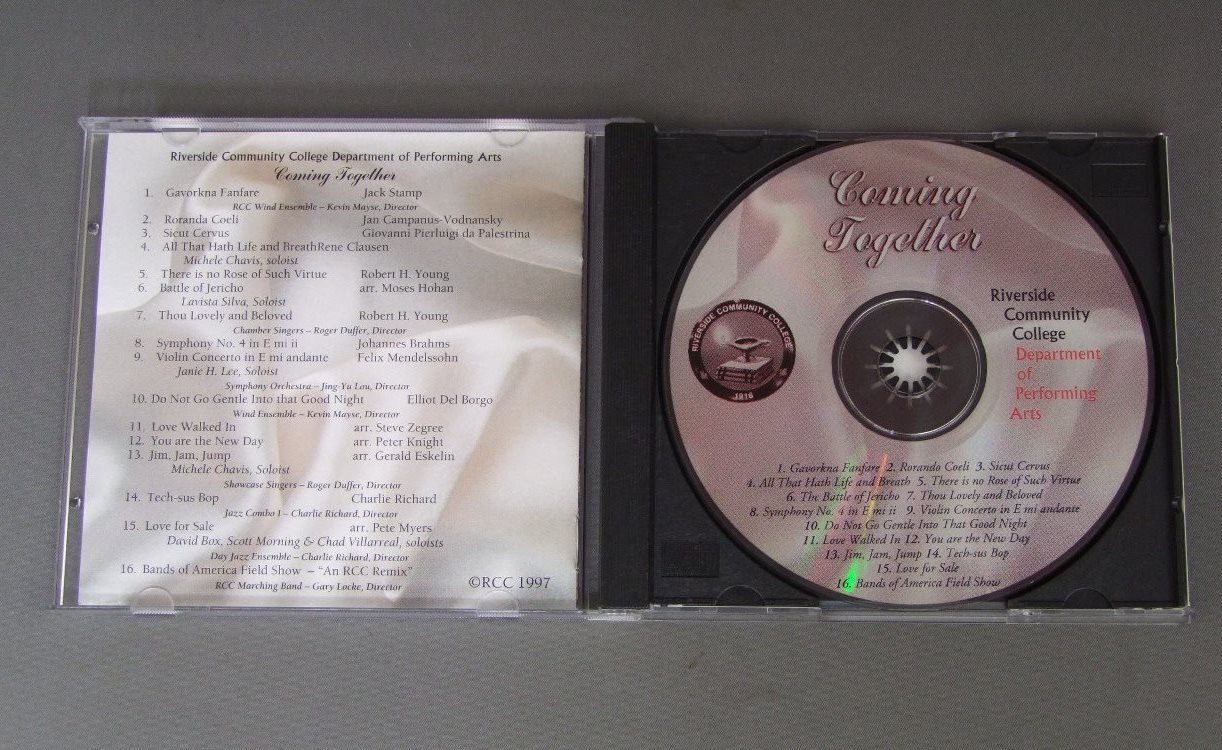 Riverside Community College Department of Performing Arts
Coming Together
1. Gavorkna Fanfare Jack Stamp
RCC Wind Ensemble – Kevin Mayse, Director
2. Roranda Coeli Jan Campanus-Vodnansky
3. Sicut Cervus Giovanni Pierluigi da Palestrina
4. All That Hath Life and BreathRene Clausen
Michele Chavis, soloist
5. There is no Rose of Such Virtue Robert H. Young
6. Battle of Jericho arr. Moses Hohan
Lavista Silva, Soloist
7. Thou Lovely and Beloved Robert H. Young
Chamber Singers – Roger Duffer, Director
8. Symphony No. 4 in E mi ii Johannes Brahms
9. Violin Concerto in E mi andante Felix Mendelssohn
Janie H. Lee, Soloist
Symphony Orchestra – Jing-Yu Lou, Director
10. Do Not Go Gentle Into that Good Night Elliot Del Borgo
Wind Ensemble – Kevin Mayse, Director
11. Love Walked In arr. Steve Zegree
12. You are the New Day arr. Peter Knight
13. Jim, Jam, Jump arr. Gerald Eskelin
Michele Chavis, Soloist
Showcase Singers – Roger Duffer, Director
14. Tech-sus Bop Charlie Richard
Jazz Combo I – Charlie Richard, Director
15. Love for Sale arr. Pete Myers
David Box, Scott Morning & Chad Villarreal, soloists
Day Jazz Ensemble – Charlie Richard, Director
16. Bands of America Field Show – "An RCC Remix"
RCC Marching Band – Gary Locke, Director
©RCC 1997
Coming
Together
RIVERSIDE COMMUNITY COLLEGE
1916
Riverside
Community
College
Department
of
Performing
Arts
1. Gavorkna Fanfare 2. Rorando Coeli 3. Sicut Cervus
4. All That Hath Life and Breath 5. There is no Rose of Such Virtue
6. The Battle of Jericho 7. Thou Lovely and Beloved
8. Symphony No. 4 in E mi ii 9. Violin Concerto in E mi andante
10. Do Not Go Gentle Into That Good Night
11. Love Walked In 12. You are the New Day
13. Jim, Jam, Jump 14. Tech-sus Bop
15. Love for Sale
16. Bands of America Field Show